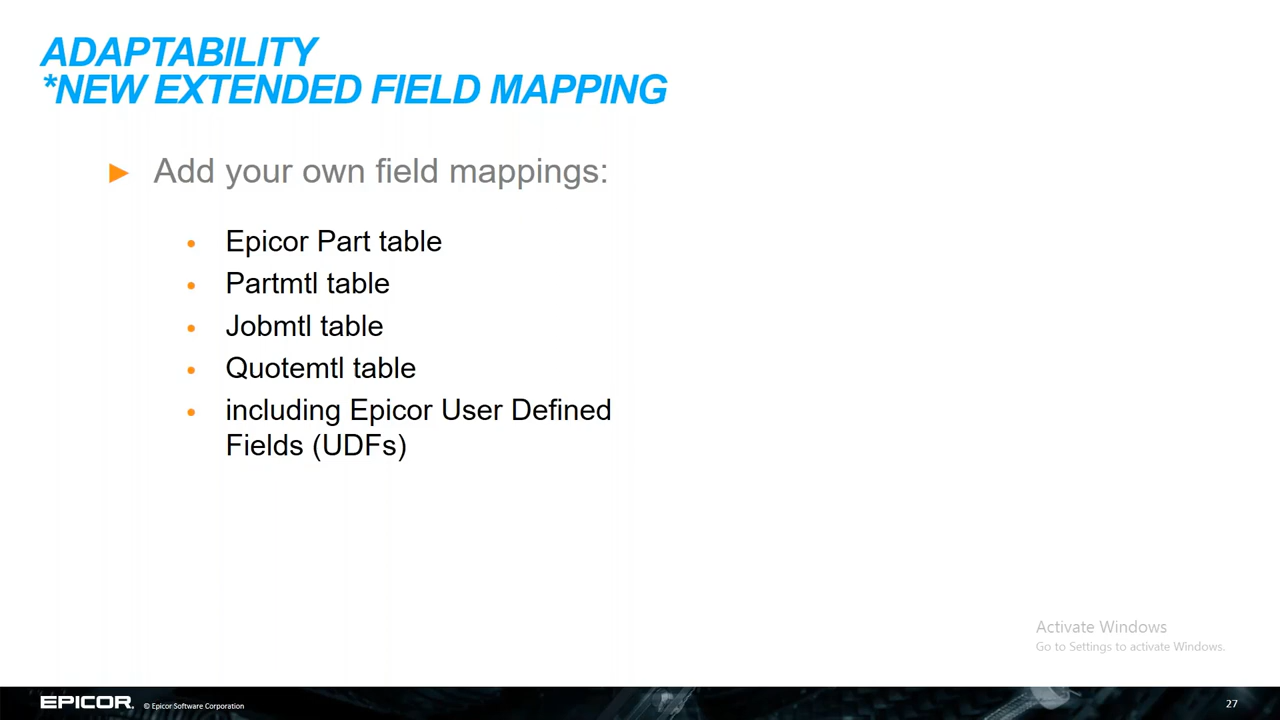 ADAPTABILITY
*NEW EXTENDED FIELD MAPPING
Add your own field mappings:
Epicor Part table
Partmtl table
Jobmtl table
Quotemtl table
including Epicor User Defined
Fields (UDFs)
Activate Windows
Go to Settings to activate Windows.
EPICOR. © Epicor Software Corporation
27